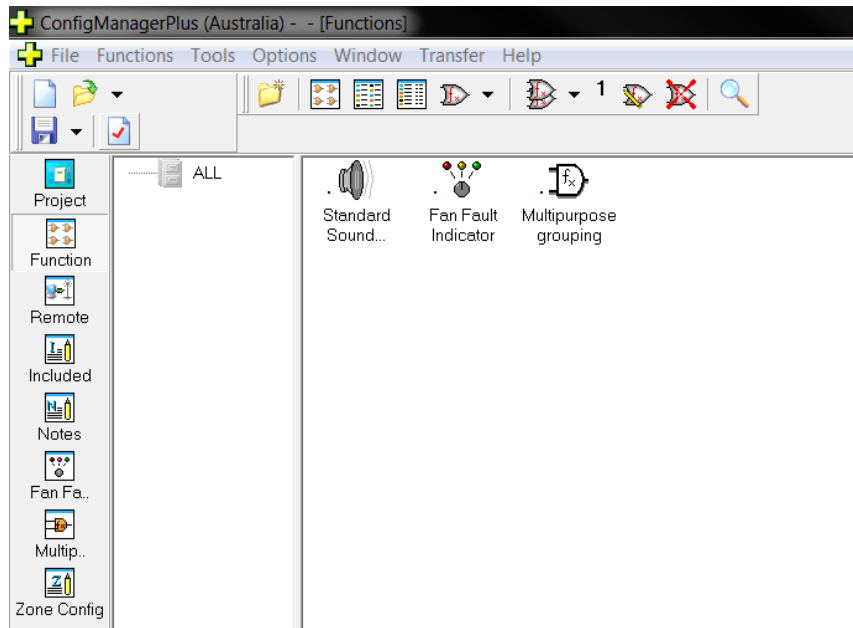 ConfigManagerPlus (Australia) - - [Functions]
File Functions Tools Options Window Transfer Help
1
Project
Function
Remote
Included
Notes
Fan Fa..
Multip..
Zone Config
ALL
Standard
Sound...
Fan Fault
Indicator
Multipurpose
grouping